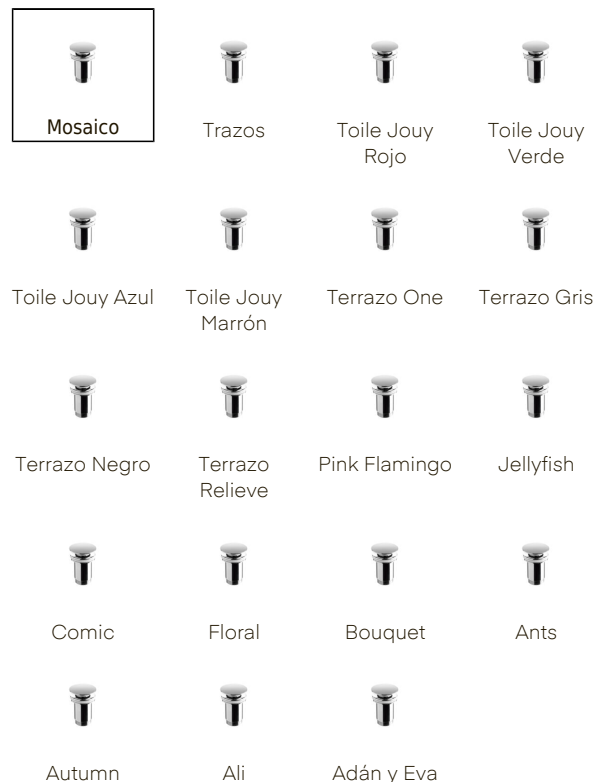 Mosaico
Trazos
Toile Jouy
Rojo
Toile Jouy
Verde
Toile Jouy Azul
Toile Jouy
Marrón
Terrazo One
Terrazo Gris
Terrazo Negro
Terrazo
Relieve
Pink Flamingo
Jellyfish
Comic
Floral
Bouquet
Ants
Autumn
Ali
Adán y Eva